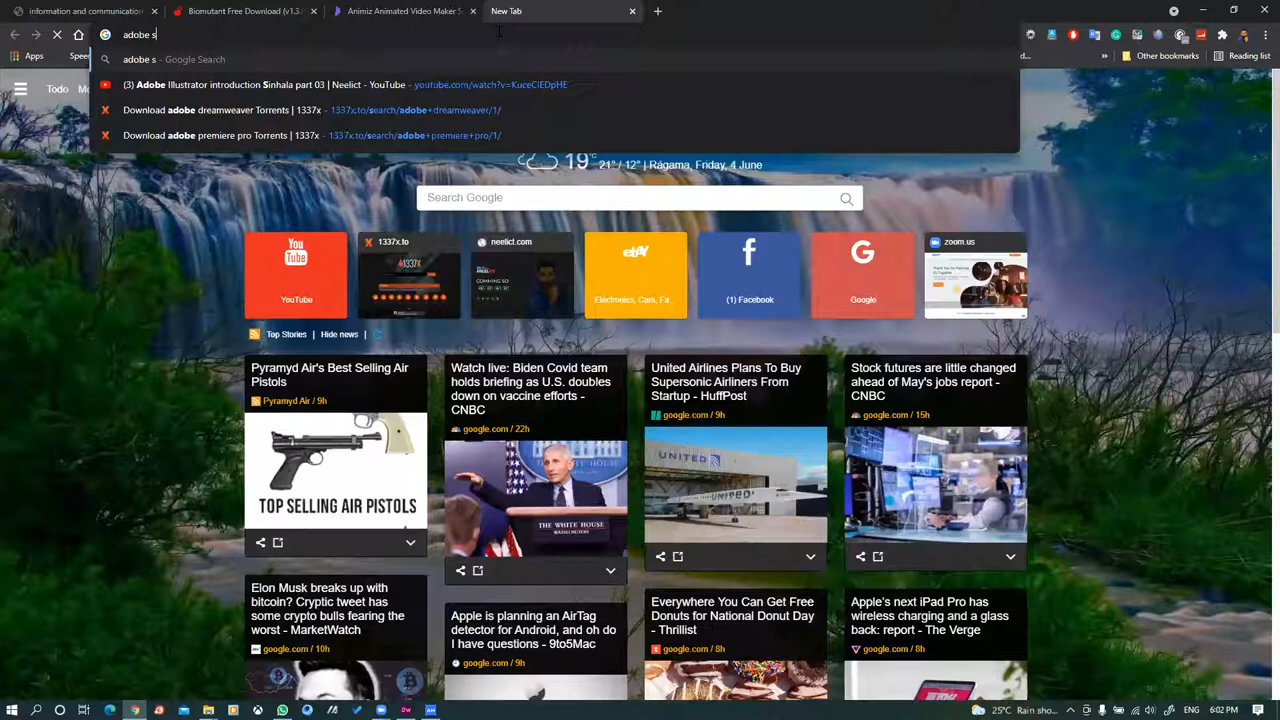 information and communication s
Biomutant Free Download (v1.3.
Animiz Animated Video Maker S
New Tab
adobe s
Apps
Other bookmarks
Reading list
adobe s - Google Search
(3) Adobe Illustrator introduction Sinhala part 03 | Neelict - YouTube - youtube.com/watch?v=KuceClEDpHE
Download adobe dreamweaver Torrents | 1337x - 1337x.to/search/adobe+dreamweaver/1/
Download adobe premiere pro Torrents | 1337x - 1337x.to/search/adobe+premiere+pro/1/
Todo
19°C 21° / 12° | Rágama, Friday, 4 June
Search Google
You
Tube
YouTube
1337x.to
neelict.com
ebay
Electronics, Cars, Fa...
f
(1) Facebook
G
Google
zoom.us
Top Stories | Hide news |
Pyramyd Air's Best Selling Air
Pistols
Pyramyd Air / 9h
TOP SELLING AIR PISTOLS
Watch live: Biden Covid team
holds briefing as U.S. doubles
down on vaccine efforts -
CNBC
google.com / 22h
THE WHITE HOUSE
WASHINGTON
United Airlines Plans To Buy
Supersonic Airliners From
Startup - HuffPost
google.com / 9h
UNITED
UNITED
Stock futures are little changed
ahead of May's jobs report -
CNBC
google.com / 15h
Elon Musk breaks up with
bitcoin? Cryptic tweet has
some crypto bulls fearing the
worst - MarketWatch
google.com / 10h
Apple is planning an AirTag
detector for Android, and oh do
I have questions - 9to5Mac
google.com / 9h
Everywhere You Can Get Free
Donuts for National Donut Day
- Thrillist
google.com / 8h
Apple's next iPad Pro has
wireless charging and a glass
back: report - The Verge
google.com / 8h
25°C Rain sho...
ENG
6:02 PM